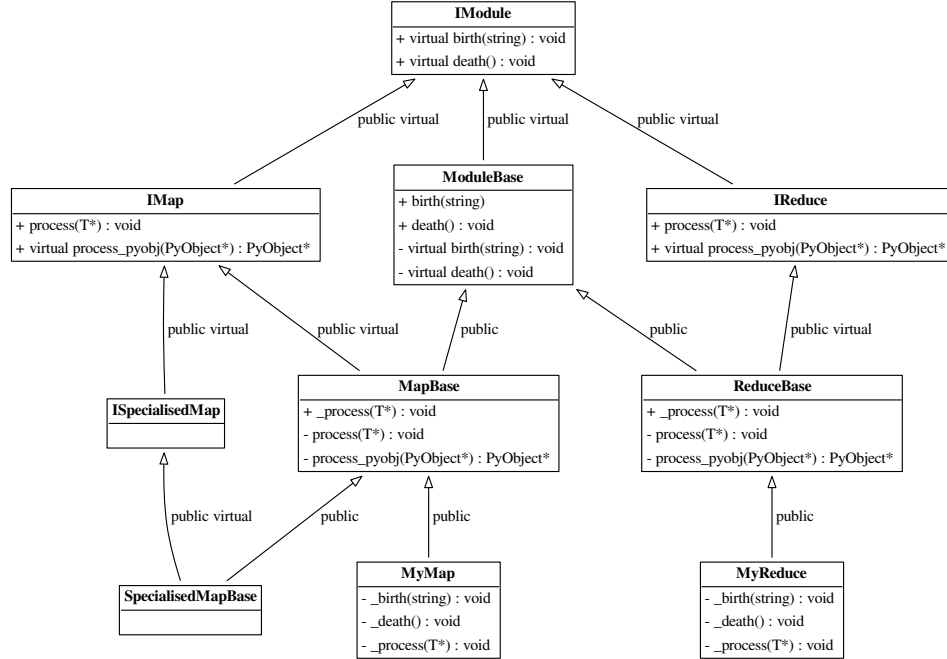 IModule
+ virtual birth(string) : void
+ virtual death() : void
public virtual
public virtual
public virtual
IMap
+ process(T*) : void
+ virtual process_pyobj(PyObject*) : PyObject*
ModuleBase
+ birth(string)
+ death() : void
- virtual birth(string) : void
- virtual death() : void
IReduce
+ process(T*) : void
+ virtual process_pyobj(PyObject*) : PyObject*
public virtual
public virtual
public
public
public virtual
ISpecialisedMap
MapBase
+ _process(T*) : void
- process(T*) : void
- process_pyobj(PyObject*) : PyObject*
ReduceBase
+ _process(T*) : void
- process(T*) : void
- process_pyobj(PyObject*) : PyObject*
public virtual
public
public
public
SpecialisedMapBase
MyMap
- _birth(string) : void
- _death() : void
- _process(T*) : void
MyReduce
- _birth(string) : void
- _death() : void
- _process(T*) : void